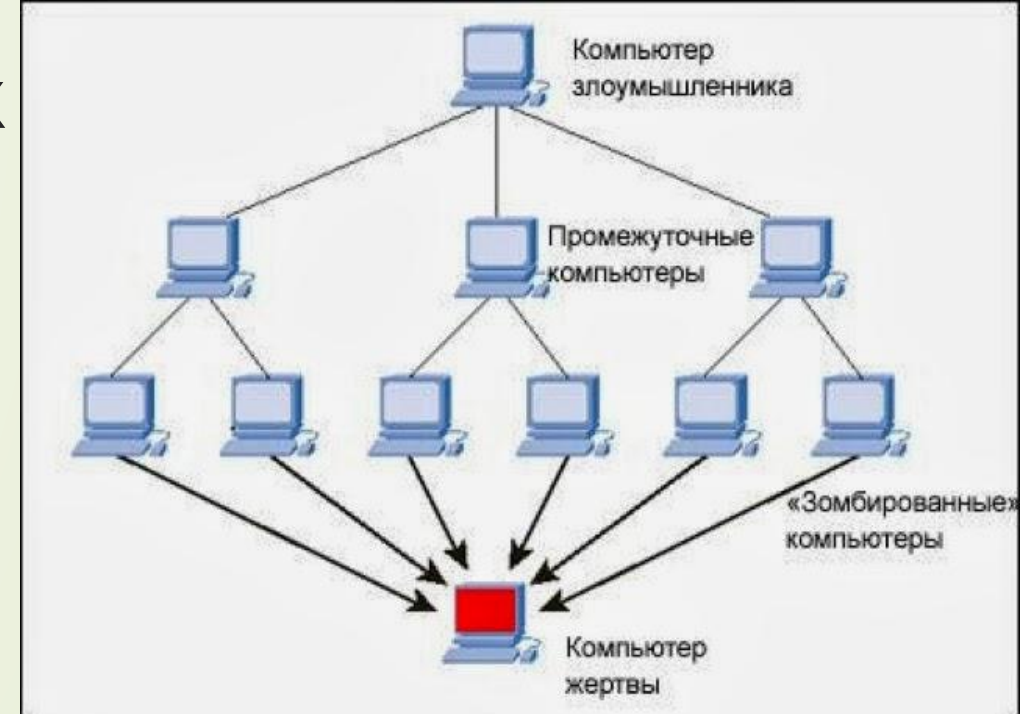 х
Компьютер
злоумышленника
Промежуточные
компьютеры
«Зомбированные»
компьютеры
Компьютер
жертвы